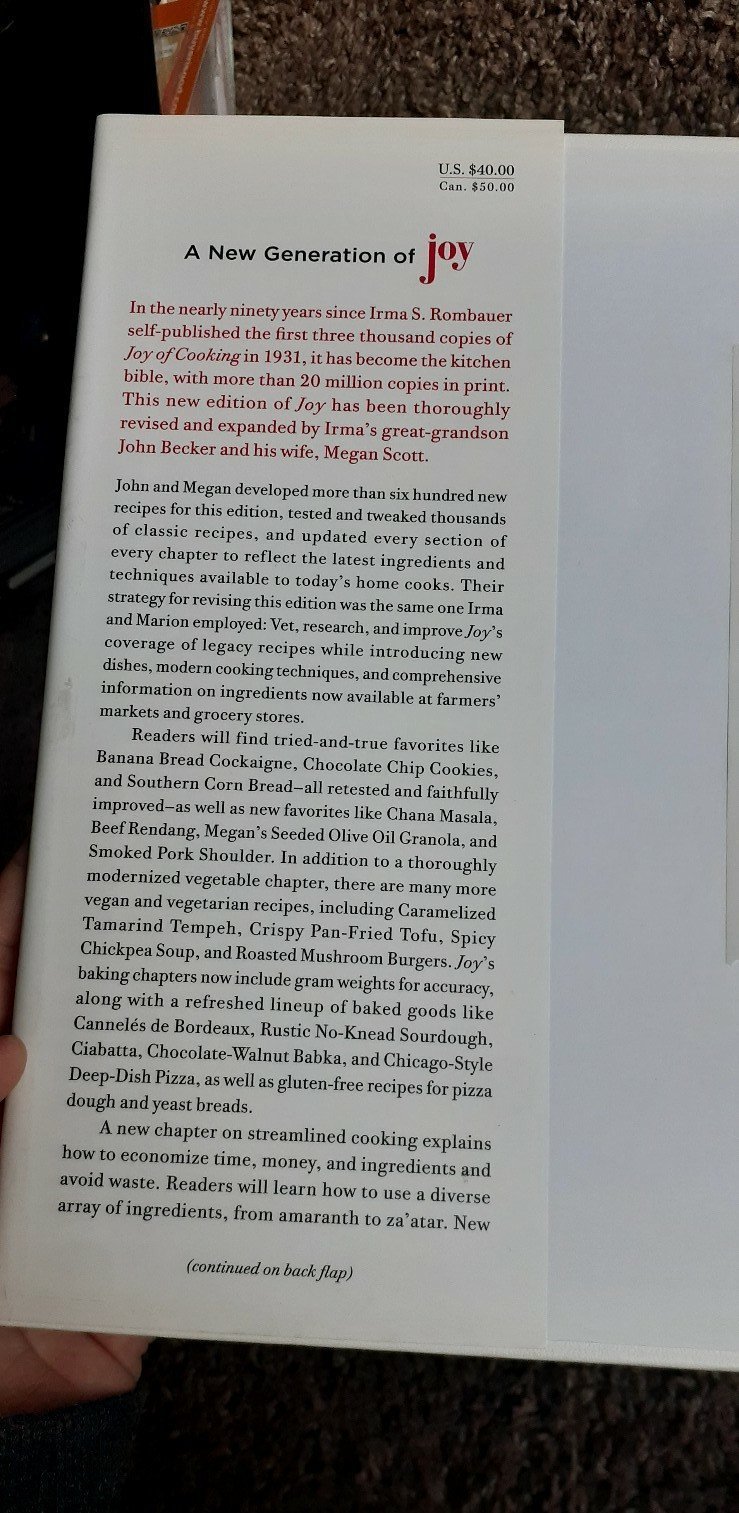 U.S. $40.00
Can. $50.00
A New Generation of joy
In the nearly ninety years since Irma S. Rombauer
self-published the first three thousand copies of
Joy of Cooking in 1931, it has become the kitchen
bible, with more than 20 million copies in print.
This new edition of Joy has been thoroughly
revised and expanded by Irma's great-grandson
John Becker and his wife, Megan Scott.
John and Megan developed more than six hundred new
recipes for this edition, tested and tweaked thousands
of classic recipes, and updated every section of
every chapter to reflect the latest ingredients and
techniques available to today's home cooks. Their
strategy for revising this edition was the same one Irma
and Marion employed: Vet, research, and improve Joy's
coverage of legacy recipes while introducing new
dishes, modern cooking techniques, and comprehensive
information on ingredients now available at farmers'
markets and grocery stores.
Readers will find tried-and-true favorites like
Banana Bread Cockaigne, Chocolate Chip Cookies,
and Southern Corn Bread—all retested and faithfully
improved—as well as new favorites like Chana Masala,
Beef Rendang, Megan's Seeded Olive Oil Granola, and
Smoked Pork Shoulder. In addition to a thoroughly
modernized vegetable chapter, there are many more
vegan and vegetarian recipes, including Caramelized
Tamarind Tempeh, Crispy Pan-Fried Tofu, Spicy
Chickpea Soup, and Roasted Mushroom Burgers. Joy's
baking chapters now include gram weights for accuracy,
along with a refreshed lineup of baked goods like
Cannelés de Bordeaux, Rustic No-Knead Sourdough,
Ciabatta, Chocolate-Walnut Babka, and Chicago-Style
Deep-Dish Pizza, as well as gluten-free recipes for pizza
dough and yeast breads.
A new chapter on streamlined cooking explains
how to economize time, money, and ingredients and
avoid waste. Readers will learn how to use a diverse
array of ingredients, from amaranth to za'atar. New
(continued on back flap)